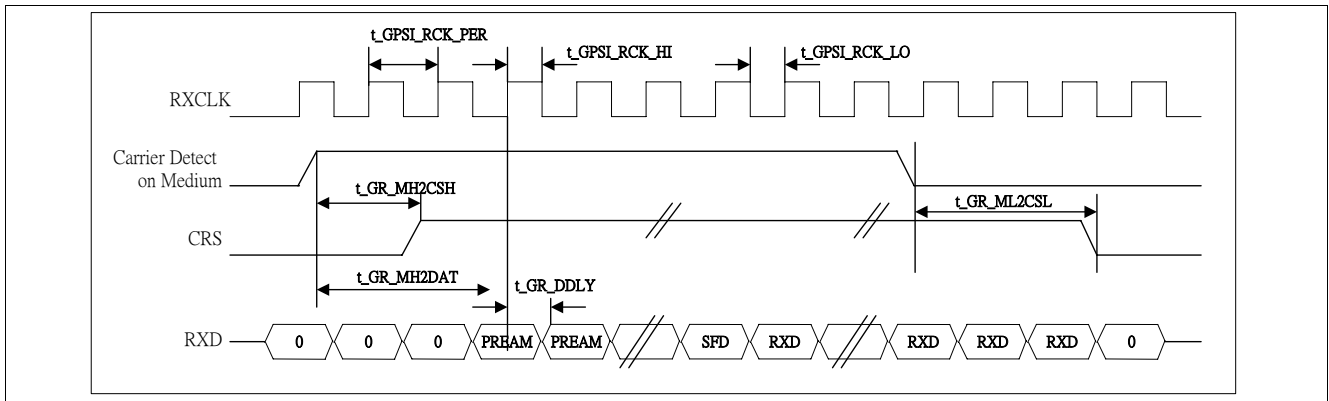 t_GPSI_RCK_PER
t_GPSI_RCK_HI
t_GPSI_RCK_LO
RXCLK
Carrier Detect
on Medium
t_GR_MH2CSH
t_GR_ML2CSL
CRS
t_GR_MH2DAT
t_GR_DDLY
RXD
0 0 0 PREAM PREAM SFD RXD RXD RXD RXD 0